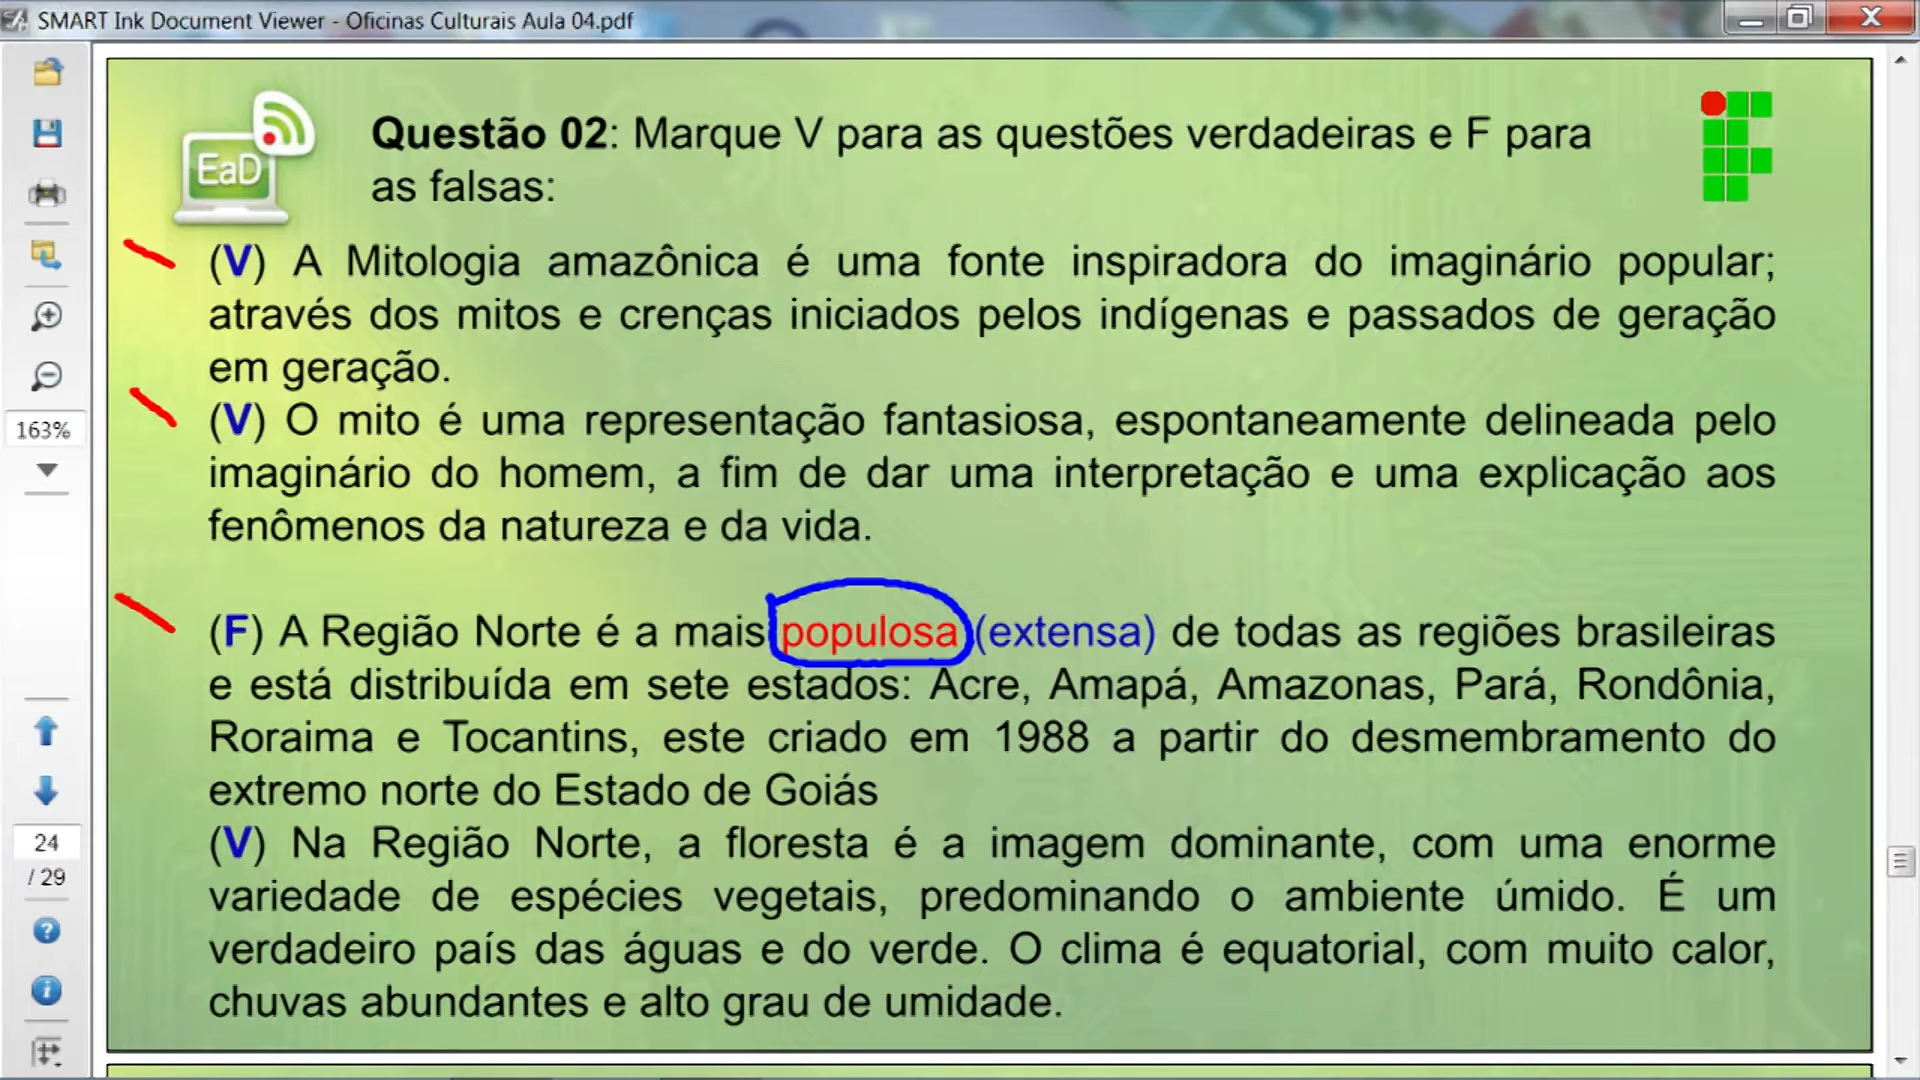 SMART Ink Document Viewer - Oficinas Culturais Aula 04.pdf
EaD
Questão 02: Marque V para as questões verdadeiras e F para
as falsas:
(V) A Mitologia amazônica é uma fonte inspiradora do imaginário popular;
através dos mitos e crenças iniciados pelos indígenas e passados de geração
em geração.
(V) O mito é uma representação fantasiosa, espontaneamente delineada pelo
imaginário do homem, a fim de dar uma interpretação e uma explicação aos
fenômenos da natureza e da vida.
(F) A Região Norte é a mais populosa (extensa) de todas as regiões brasileiras
e está distribuída em sete estados: Acre, Amapá, Amazonas, Pará, Rondônia,
Roraima e Tocantins, este criado em 1988 a partir do desmembramento do
extremo norte do Estado de Goiás
(V) Na Região Norte, a floresta é a imagem dominante, com uma enorme
variedade de espécies vegetais, predominando o ambiente úmido. É um
verdadeiro país das águas e do verde. O clima é equatorial, com muito calor,
chuvas abundantes e alto grau de umidade.
163%
24
/ 29